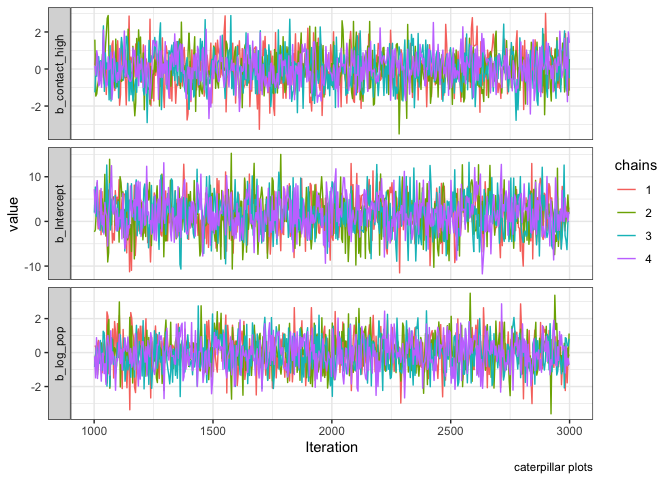 value
b_contact_high
2
0
-2
b_Intercept
10
0
-10
b_log_pop
2
0
-2
1000
1500
2000
2500
3000
Iteration
caterpillar plots
chains
1
2
3
4